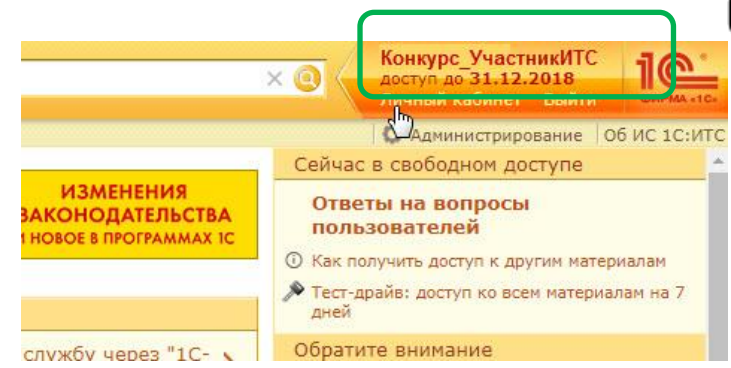 Конкурс_УчастникИТС
доступ до 31.12.2018
Личный кабинет Выйти
1С
ФИРМА «1С»
Администрирование
Об ИС 1С:ИТС
Сейчас в свободном доступе
ИЗМЕНЕНИЯ
ЗАКОНОДАТЕЛЬСТВА
И НОВОЕ В ПРОГРАММАХ 1С
Ответы на вопросы
пользователей
Как получить доступ к другим материалам
Тест-драйв: доступ ко всем материалам на 7
дней
службу через "1С-
Обратите внимание